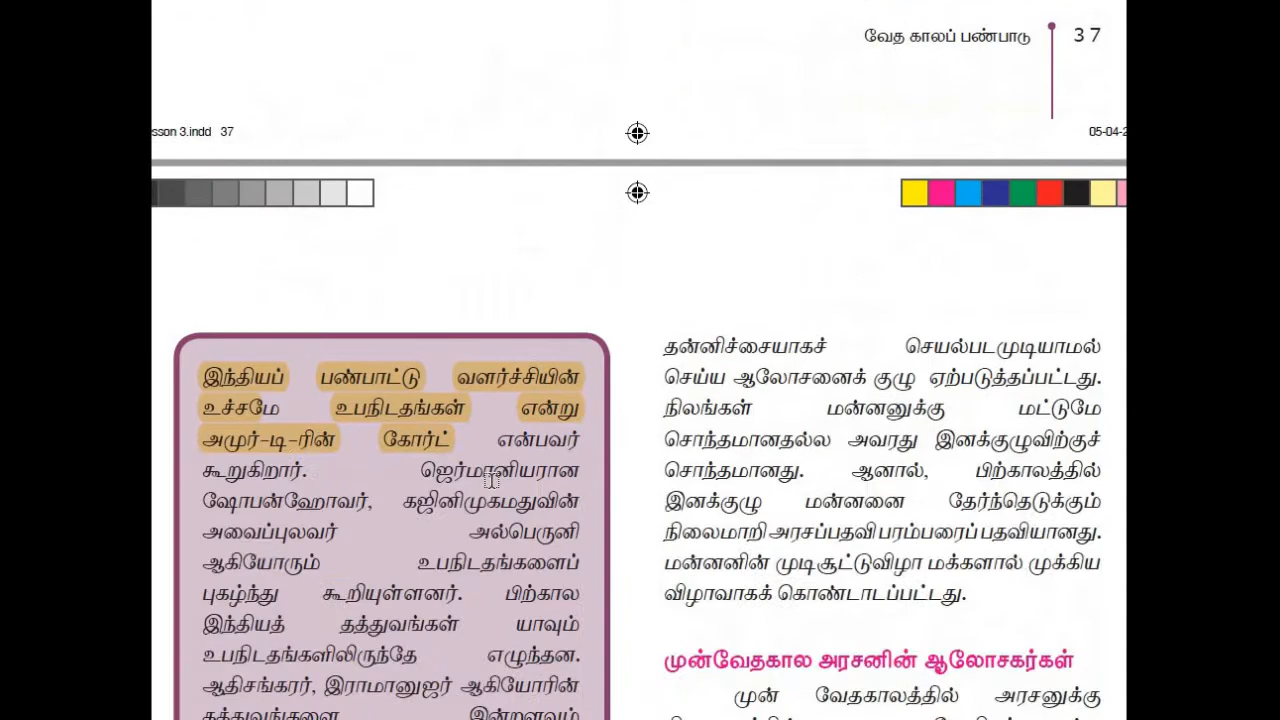 வேத காலப் பண்பாடு 37
sson 3.indd 37
05-04-2
இந்தியப் பண்பாட்டு வளர்ச்சியின்
உச்சமே உபநிடதங்கள் என்று
அமுர்-டி-ரின் கோர்ட் என்பவர்
கூறுகிறார். ஜெர்மானியரான
ஷோபன்ஹோவர், கஜினிமுகமதுவின்
அவைப்புலவர் அல்பெருனி
ஆகியோரும் உபநிடதங்களைப்
புகழ்ந்து கூறியுள்ளனர். பிற்கால
இந்தியத் தத்துவங்கள் யாவும்
உபநிடதங்களிலிருந்தே எழுந்தன.
ஆதிசங்கரர், இராமானுஜர் ஆகியோரின்
தத்துவங்களை இன்றளவும்
தன்னிச்சையாகச் செயல்படமுடியாமல்
செய்ய ஆலோசனைக் குழு ஏற்படுத்தப்பட்டது.
நிலங்கள் மன்னனுக்கு மட்டுமே
சொந்தமானதல்ல அவரது இனக்குழுவிற்குச்
சொந்தமானது. ஆனால், பிற்காலத்தில்
இனக்குழு மன்னனை தேர்ந்தெடுக்கும்
நிலைமாறி அரசப்பதவி பரம்பரைப் பதவியானது.
மன்னனின் முடிசூட்டுவிழா மக்களால் முக்கிய
விழாவாகக் கொண்டாடப்பட்டது.
முன்வேதகால அரசனின் ஆலோசகர்கள்
முன் வேதகாலத்தில் அரசனுக்கு